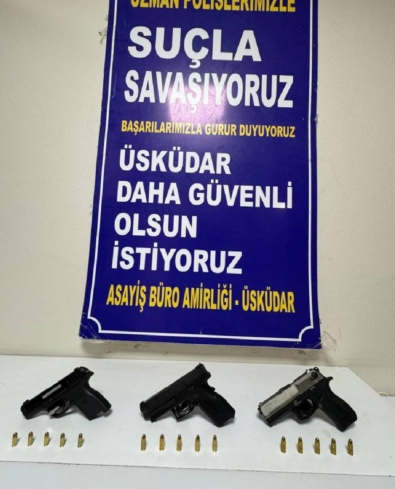 UZMAN POLİSLERİMİZLE
SUÇLA
SAVAŞIYORUZ
BAŞARILARIMIZLA GURUR DUYUYORUZ
ÜSKÜDAR
DAHA GÜVENLİ
OLSUN
İSTİYORUZ
ASAYİŞ BÜRO AMİRLİĞİ - ÜSKÜDAR